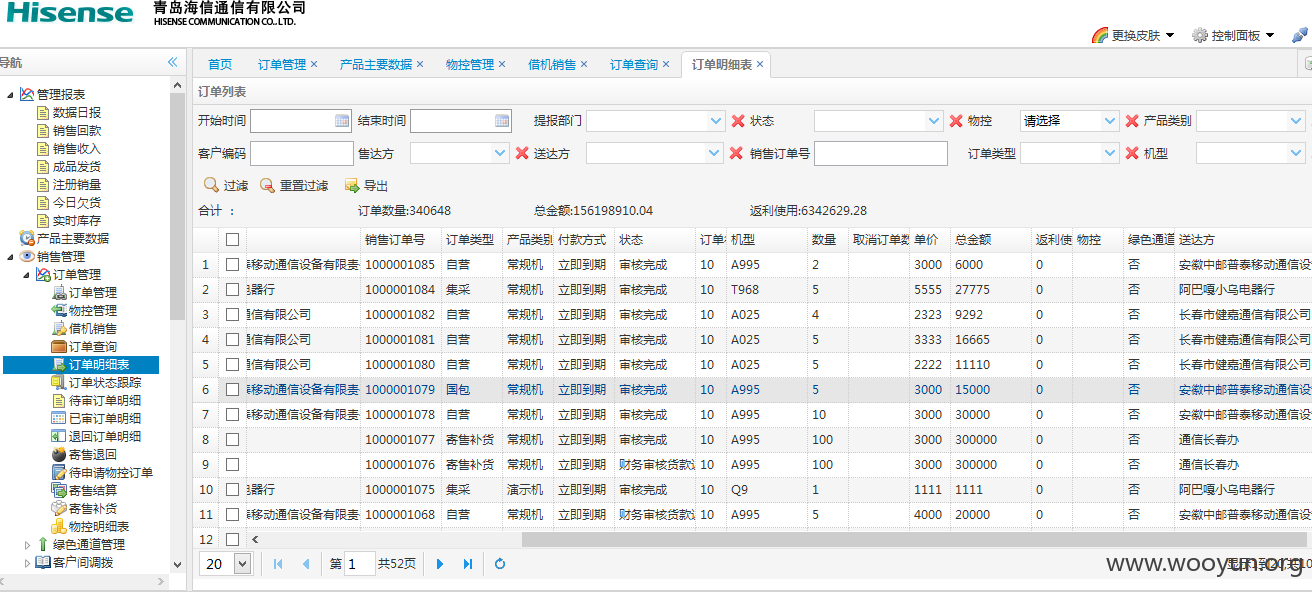 Hisense 青岛海信通信有限公司
HISENSE COMMUNICATION CO.,LTD.
更换皮肤 控制面板
导航
首页 订单管理 产品主要数据 物控管理 借机销售 订单查询 订单明细表
管理报表
数据日报
销售回款
销售收入
成品发货
注册销量
今日欠货
实时库存
产品主要数据
销售管理
订单管理
订单管理
物控管理
借机销售
订单查询
订单明细表
订单状态跟踪
待审订单明细
已审订单明细
退回订单明细
寄售退回
待申请物控订单
寄售结算
寄售补货
物控明细表
绿色通道管理
客户间调拨
订单列表
开始时间 结束时间 提报部门 状态 物控 请选择 产品类别
客户编码 售达方 送达方 销售订单号 订单类型 机型
过滤 重置过滤 导出
合计 : 订单数量:340648 总金额:156198910.04 返利使用:6342629.28
销售订单号 订单类型 产品类别 付款方式 状态 订单 机型 数量 取消订单数 单价 总金额 返利使 物控 绿色通道 送达方
1 泰移动通信设备有限责 1000001085 自营 常规机 立即到期 审核完成 10 A995 2 3000 6000 0 否 安徽中邮普泰移动通信设
2 电器行 1000001084 集采 常规机 立即到期 审核完成 10 T968 5 5555 27775 0 否 阿巴嘎小乌电器行
3 通信有限公司 1000001082 自营 常规机 立即到期 审核完成 10 A025 4 2323 9292 0 否 长春市健嘉通信有限公司
4 通信有限公司 1000001081 自营 常规机 立即到期 审核完成 10 A025 5 3333 16665 0 否 长春市健嘉通信有限公司
5 通信有限公司 1000001080 自营 常规机 立即到期 审核完成 10 A025 5 2222 11110 0 否 长春市健嘉通信有限公司
6 泰移动通信设备有限责 1000001079 国包 常规机 立即到期 审核完成 10 A995 5 3000 15000 0 否 安徽中邮普泰移动通信设
7 泰移动通信设备有限责 1000001078 自营 常规机 立即到期 审核完成 10 A995 10 3000 30000 0 否 安徽中邮普泰移动通信设
8 1000001077 寄售补货 常规机 立即到期 审核完成 10 A995 100 3000 300000 0 否 通信长春办
9 1000001076 寄售补货 常规机 立即到期 财务审核货款 10 A995 100 3000 300000 0 否 通信长春办
10 电器行 1000001075 集采 演示机 立即到期 审核完成 10 Q9 1 1111 1111 0 否 阿巴嘎小乌电器行
11 泰移动通信设备有限责 1000001068 自营 常规机 立即到期 财务审核货款 10 A995 5 4000 20000 0 否 安徽中邮普泰移动通信设
12
20 第 1 共52页
www.wooyun.org